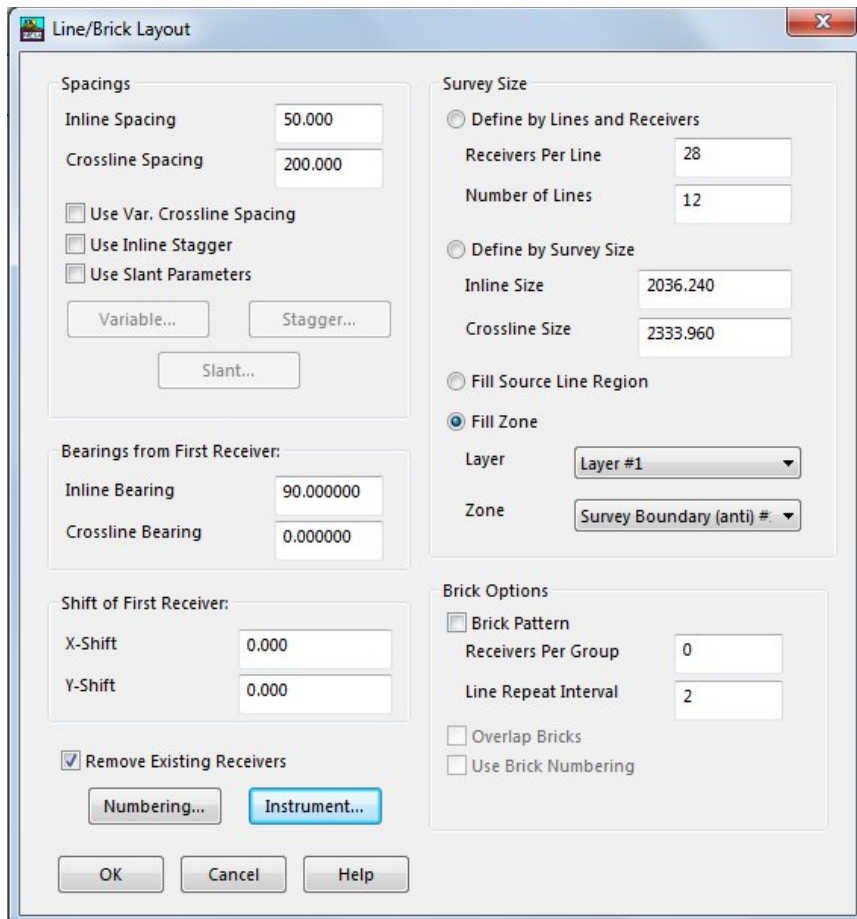 Line/Brick Layout
Spacings
Inline Spacing 50.000
Crossline Spacing 200.000
Use Var. Crossline Spacing
Use Inline Stagger
Use Slant Parameters
Variable... Stagger...
Slant...
Bearings from First Receiver:
Inline Bearing 90.000000
Crossline Bearing 0.000000
Shift of First Receiver:
X-Shift 0.000
Y-Shift 0.000
Remove Existing Receivers
Numbering... Instrument...
OK Cancel Help
Survey Size
Define by Lines and Receivers
Receivers Per Line 28
Number of Lines 12
Define by Survey Size
Inline Size 2036.240
Crossline Size 2333.960
Fill Source Line Region
Fill Zone
Layer Layer #1
Zone Survey Boundary (anti) #
Brick Options
Brick Pattern
Receivers Per Group 0
Line Repeat Interval 2
Overlap Bricks
Use Brick Numbering